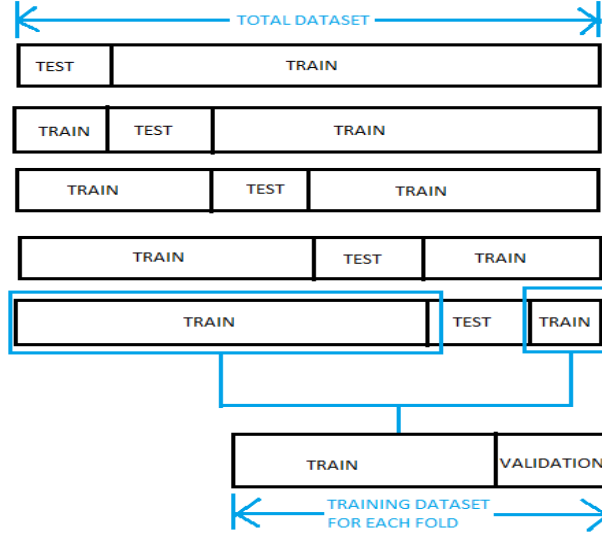 TOTAL DATASET
TEST TRAIN
TRAIN TEST TRAIN
TRAIN TEST TRAIN
TRAIN TEST TRAIN
TRAIN TEST TRAIN
TRAIN VALIDATION
TRAINING DATASET
FOR EACH FOLD